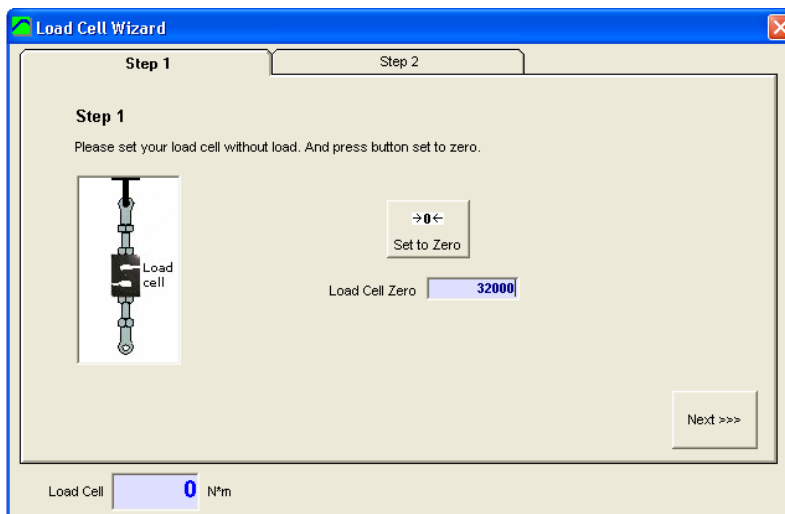 Load Cell Wizard
Step 1
Step 2
Step 1
Please set your load cell without load. And press button set to zero.
Load
cell
→0←
Set to Zero
Load Cell Zero 32000
Next >>>
Load Cell 0 N*m